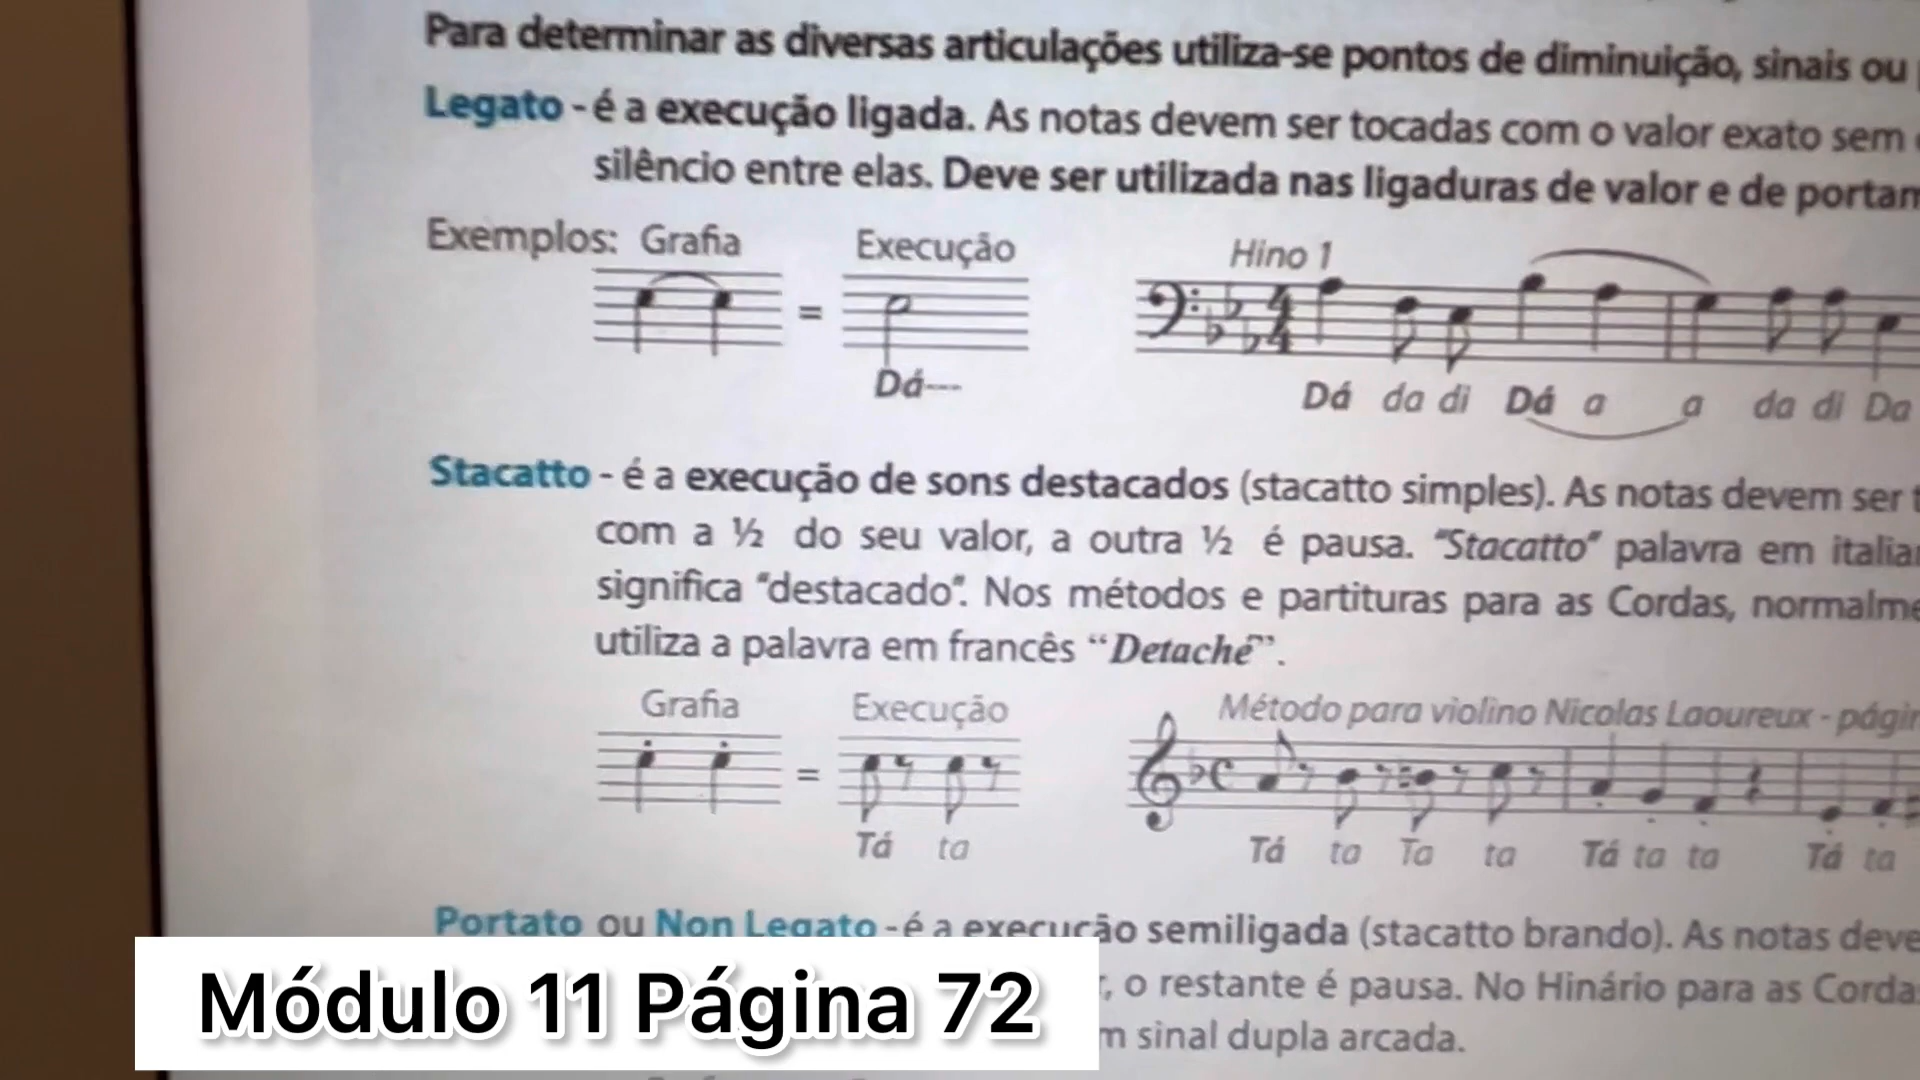 Para determinar as diversas articulações utiliza-se pontos de diminuição, sinais ou
Legato - é a execução ligada. As notas devem ser tocadas com o valor exato sem
silêncio entre elas. Deve ser utilizada nas ligaduras de valor e de portam
Exemplos: Grafia Execução Hino 1
= 
Dá---
Dá da di Dá a a da di Da
Stacatto - é a execução de sons destacados (stacatto simples). As notas devem ser t
com a ½ do seu valor, a outra ½ é pausa. "Stacatto" palavra em italia
significa "destacado". Nos métodos e partituras para as Cordas, normalme
utiliza a palavra em francês "Detaché".
Grafia Execução Método para violino Nicolas Laoureux - págin
=
Tá ta Tá ta Ta ta Tá ta ta Tá ta
Portato ou Non Legato - é a execução semiligada (stacatto brando). As notas deve
, o restante é pausa. No Hinário para as Corda
m sinal dupla arcada.
Módulo 11 Página 72